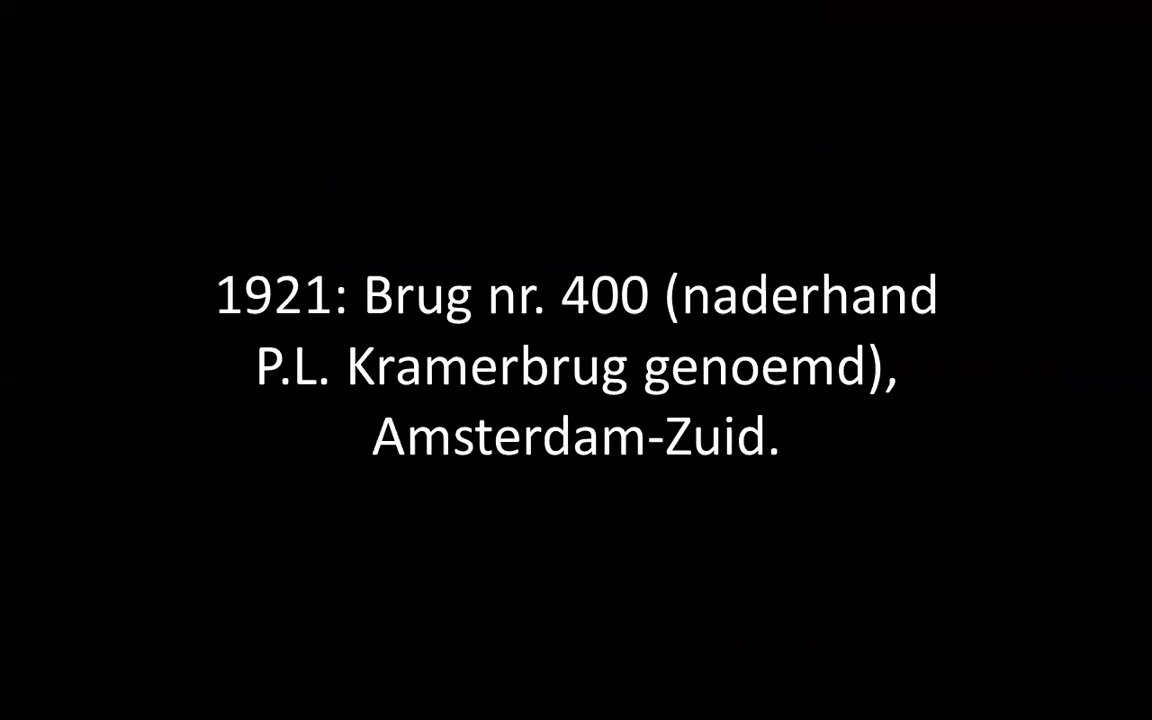 1921: Brug nr. 400 (naderhand
P.L. Kramerbrug genoemd),
Amsterdam-Zuid.